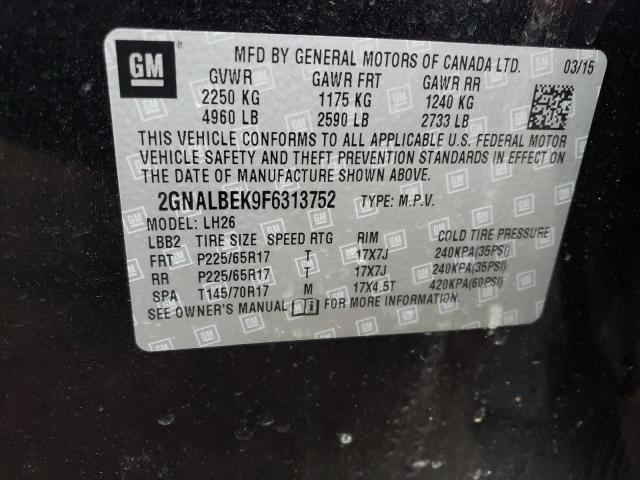 GM
MFD BY GENERAL MOTORS OF CANADA LTD. 03/15
GVWR GAWR FRT GAWR RR
2250 KG 1175 KG 1240 KG
4960 LB 2590 LB 2733 LB
THIS VEHICLE CONFORMS TO ALL APPLICABLE U.S. FEDERAL MOTOR
VEHICLE SAFETY AND THEFT PREVENTION STANDARDS IN EFFECT ON
THE DATE OF MANUFACTURE SHOWN ABOVE.
2GNALBEK9F6313752 TYPE: M.P.V.
MODEL: LH26
LBB2 TIRE SIZE SPEED RTG RIM COLD TIRE PRESSURE
FRT P225/65R17 T 17X7J 240KPA(35PSI)
RR P225/65R17 T 17X7J 240KPA(35PSI)
SPA T145/70R17 M 17X4.5T 420KPA(60PSI)
SEE OWNER'S MANUAL FOR MORE INFORMATION.